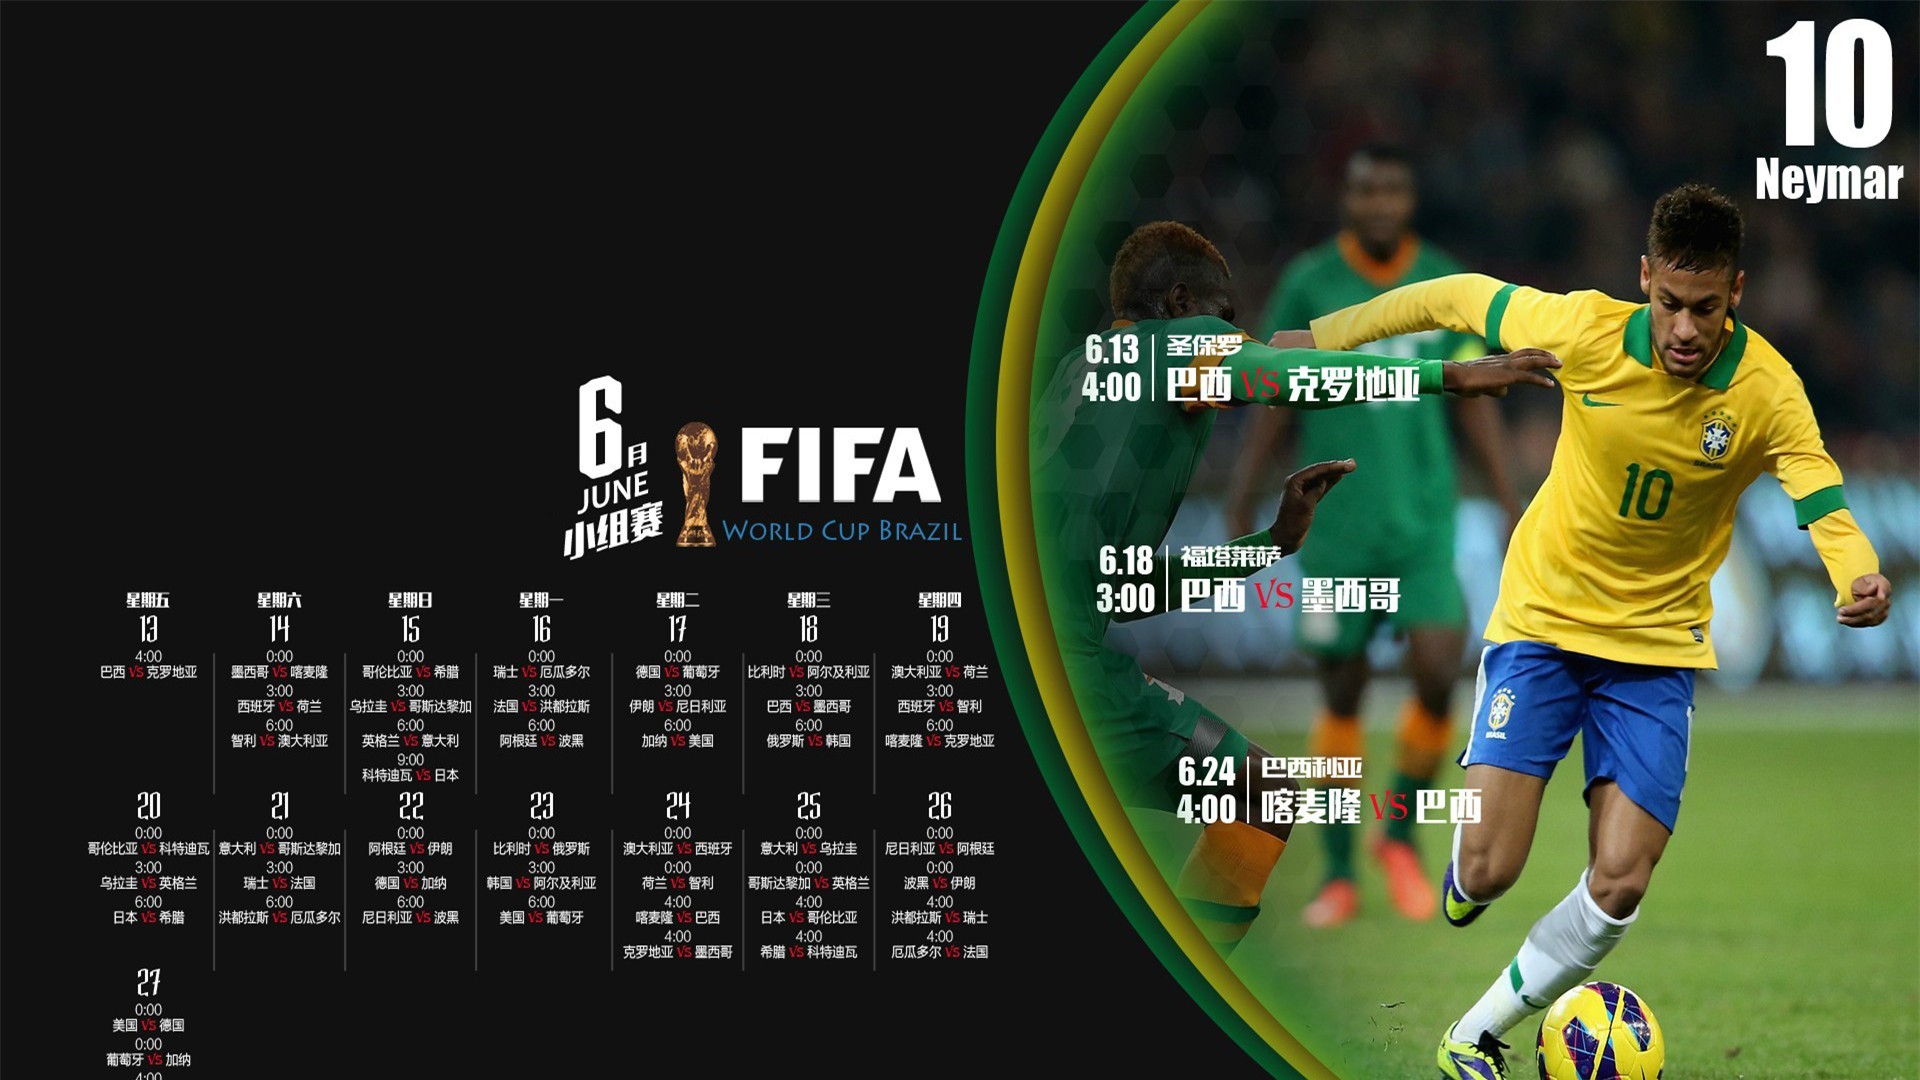 10
Neymar
6.13
4:00
圣保罗
巴西 VS 克罗地亚
6.18
3:00
福塔莱萨
巴西 VS 墨西哥
6.24
4:00
巴西利亚
喀麦隆 VS 巴西
10
BRASIL
6月
JUNE
小组赛
FIFA
WORLD CUP BRAZIL
星期五
13
4:00
巴西 VS 克罗地亚
星期六
14
0:00
墨西哥 VS 喀麦隆
3:00
西班牙 VS 荷兰
6:00
智利 VS 澳大利亚
星期日
15
0:00
哥伦比亚 VS 希腊
3:00
乌拉圭 VS 哥斯达黎加
6:00
英格兰 VS 意大利
9:00
科特迪瓦 VS 日本
星期一
16
0:00
瑞士 VS 厄瓜多尔
3:00
法国 VS 洪都拉斯
6:00
阿根廷 VS 波黑
星期二
17
0:00
德国 VS 葡萄牙
3:00
伊朗 VS 尼日利亚
6:00
加纳 VS 美国
星期三
18
0:00
比利时 VS 阿尔及利亚
3:00
巴西 VS 墨西哥
6:00
俄罗斯 VS 韩国
星期四
19
0:00
澳大利亚 VS 荷兰
3:00
西班牙 VS 智利
6:00
喀麦隆 VS 克罗地亚
20
0:00
哥伦比亚 VS 科特迪瓦
3:00
乌拉圭 VS 英格兰
6:00
日本 VS 希腊
21
0:00
意大利 VS 哥斯达黎加
3:00
瑞士 VS 法国
6:00
洪都拉斯 VS 厄瓜多尔
22
0:00
阿根廷 VS 伊朗
3:00
德国 VS 加纳
6:00
尼日利亚 VS 波黑
23
0:00
比利时 VS 俄罗斯
3:00
韩国 VS 阿尔及利亚
6:00
美国 VS 葡萄牙
24
0:00
澳大利亚 VS 西班牙
0:00
荷兰 VS 智利
4:00
喀麦隆 VS 巴西
4:00
克罗地亚 VS 墨西哥
25
0:00
意大利 VS 乌拉圭
0:00
哥斯达黎加 VS 英格兰
4:00
日本 VS 哥伦比亚
4:00
希腊 VS 科特迪瓦
26
0:00
尼日利亚 VS 阿根廷
0:00
波黑 VS 伊朗
4:00
洪都拉斯 VS 瑞士
4:00
厄瓜多尔 VS 法国
27
0:00
美国 VS 德国
0:00
葡萄牙 VS 加纳
4:00